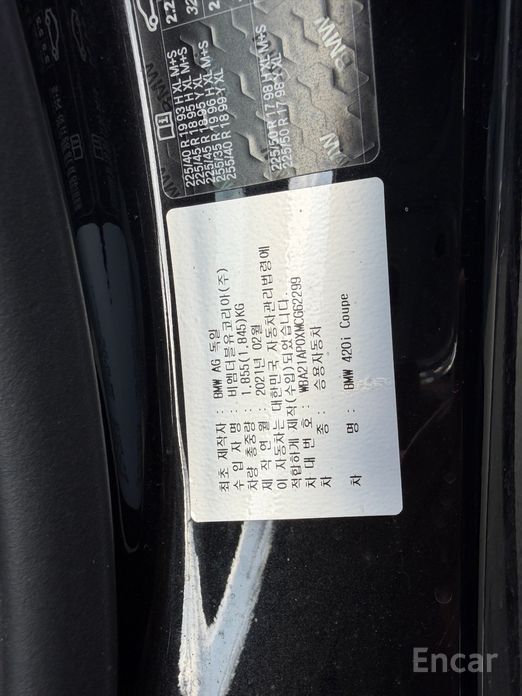 225/40 R 19 93 H XL M+S
225/45 R 18 95 H XL M+S
225/45 R 18 95 Y XL
255/35 R 19 96 H XL M+S
255/40 R 18 99 Y XL
225/50 R 17 98 H XL M+S
225/50 R 17 98 Y XL
BMW
최초 제작자 : BMW AG 독일
수 입 자 명 : 비엠더블유코리아(주)
차량 총중량 : 1,855(1,845)KG
제 작 연 월 : 2021년 02월
이 자동차는 대한민국 자동차관리법령에
적합하게 제작(수입)되었습니다.
차 대 번 호 : WBA21AP0XMCG62299
차 종 : 승용자동차
차 명 : BMW 420i Coupe
Encar